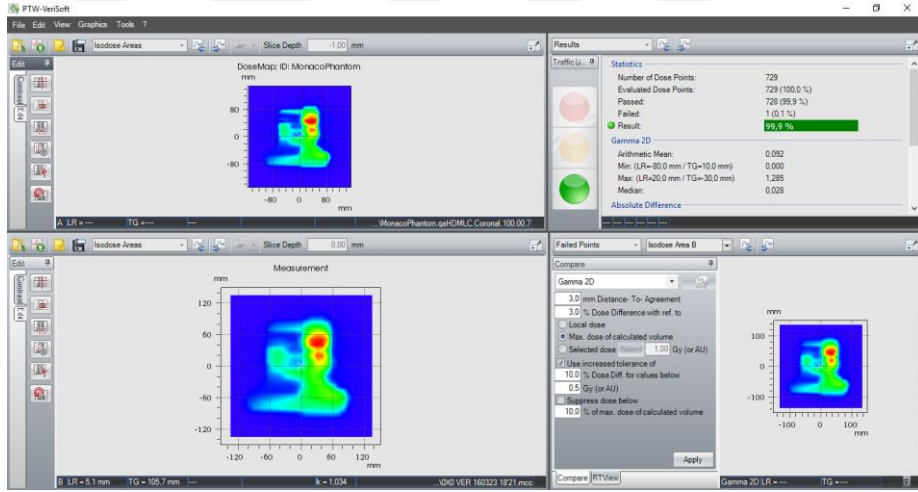 PTW-VeriSoft
File Edit View Graphics Tools ?
Isodose Areas Slice Depth -1,00 mm
Edit
Contrast
Edit
DoseMap: ID: MonacoPhantom
mm
80
0
-80
-80 0 80
mm
A LR = --- TG = --- ---
...\MonacoPhantom.qaHDMLC Coronal.100.00.7
Results
Traffic Li...
Statistics
Number of Dose Points: 729
Evaluated Dose Points: 729 (100,0 %)
Passed: 728 (99,9 %)
Failed: 1 (0,1 %)
Result: 99,9 %
Gamma 2D
Arithmetic Mean: 0,092
Min: (LR=-80,0 mm / TG=10,0 mm) 0,000
Max: (LR=20,0 mm / TG=-30,0 mm) 1,285
Median: 0,028
Absolute Difference
Isodose Areas Slice Depth 0,00 mm
Edit
Contrast
Edit
Measurement
mm
120
60
0
-60
-120
-120 -60 0 60 120
mm
B LR = 5,1 mm TG = 105,7 mm --- k = 1,034 ...\0X0 VER 160323 18'21.mcc
Failed Points Isodose Area B
Compare
Gamma 2D
3,0 mm Distance- To- Agreement
3,0 % Dose Difference with ref. to
Local dose
Max. dose of calculated volume
Selected dose Select 1,00 Gy (or AU)
Use increased tolerance of
10,0 % Dose Diff. for values below
0,5 Gy (or AU)
Suppress dose below
10,0 % of max. dose of calculated volume
Apply
Compare RTView
mm
100
0
-100
-100 0 100
mm
Gamma 2D LR = --- TG = ---